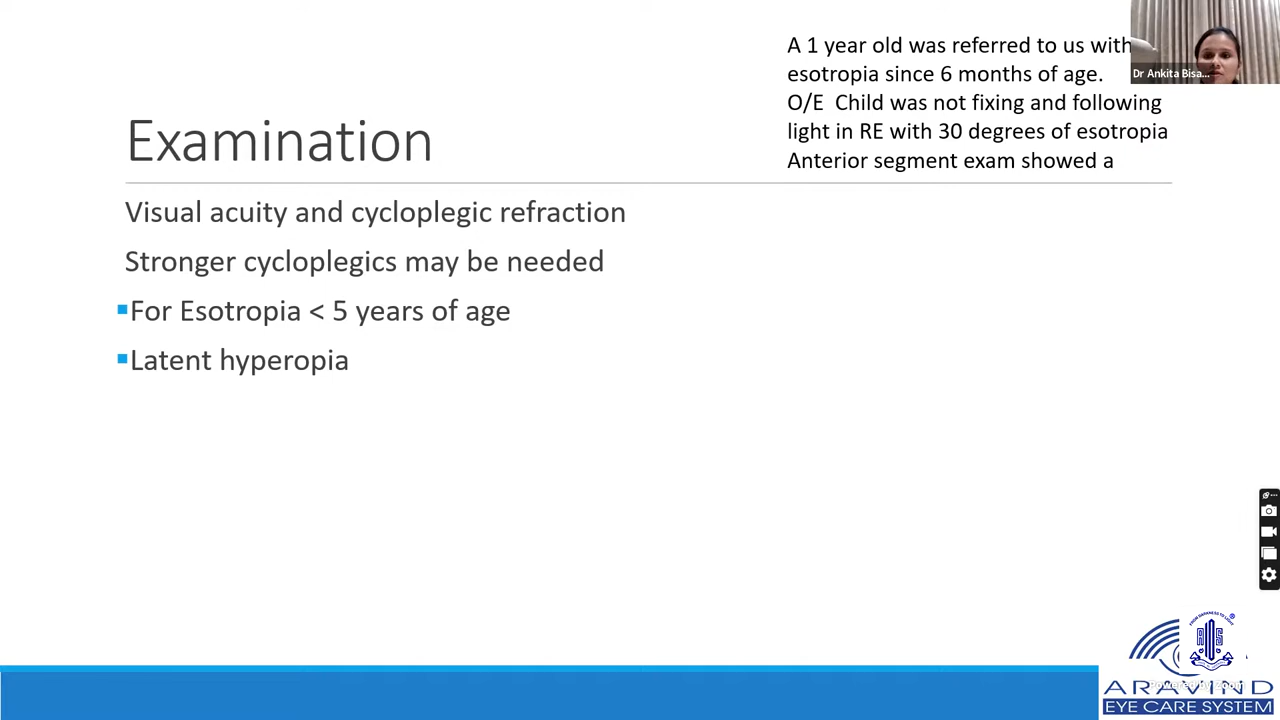 A 1 year old was referred to us with
esotropia since 6 months of age.
O/E Child was not fixing and following
light in RE with 30 degrees of esotropia
Anterior segment exam showed a
Dr Ankita Bisa...
Examination
Visual acuity and cycloplegic refraction
Stronger cycloplegics may be needed
▪For Esotropia < 5 years of age
▪Latent hyperopia
Powered by Zoom
ARAVIND
EYE CARE SYSTEM